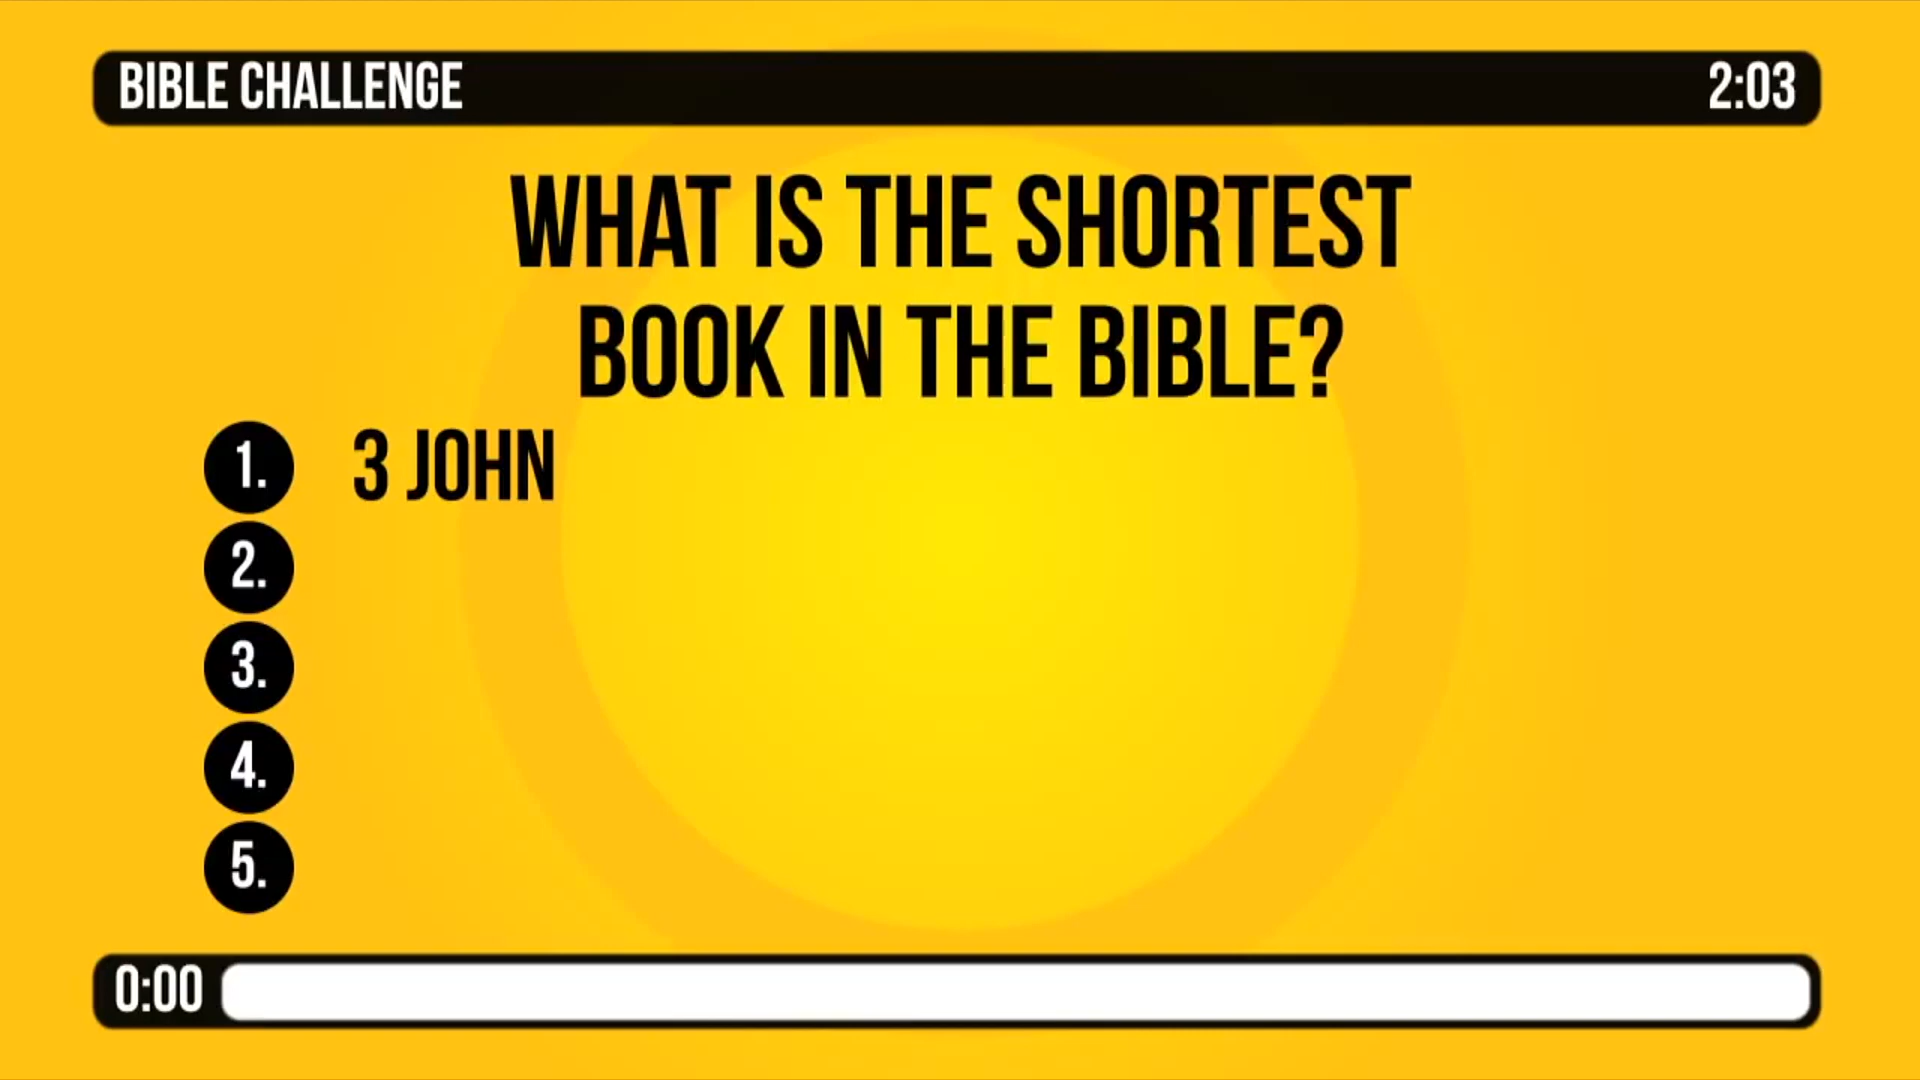 BIBLE CHALLENGE 2:03
WHAT IS THE SHORTEST
BOOK IN THE BIBLE?
1. 3 JOHN
2.
3.
4.
5.
0:00